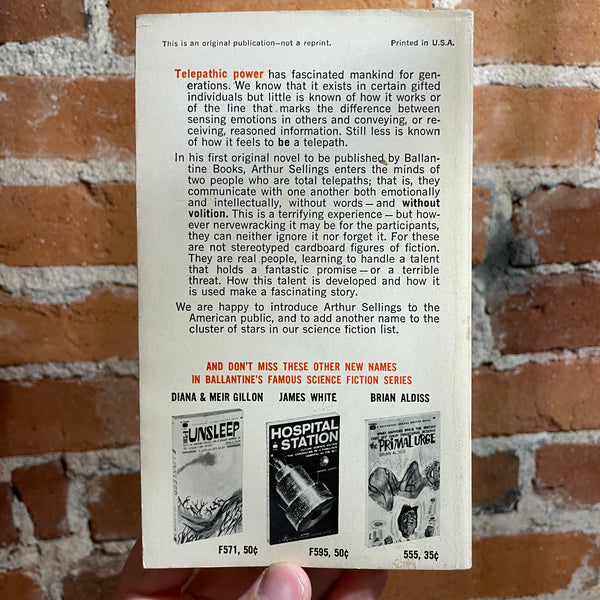 This is an original publication—not a reprint. Printed in U.S.A.
Telepathic power has fascinated mankind for gen-
erations. We know that it exists in certain gifted
individuals but little is known of how it works or
of the line that marks the difference between
sensing emotions in others and conveying, or re-
ceiving, reasoned information. Still less is known
of how it feels to be a telepath.
In his first original novel to be published by Ballan-
tine Books, Arthur Sellings enters the minds of
two people who are total telepaths; that is, they
communicate with one another both emotionally
and intellectually, without words—and without
volition. This is a terrifying experience—but how-
ever nervewracking it may be for the participants,
they can neither ignore it nor forget it. For these
are not stereotyped cardboard figures of fiction.
They are real people, learning to handle a talent
that holds a fantastic promise—or a terrible
threat. How this talent is developed and how it
is used make a fascinating story.
We are happy to introduce Arthur Sellings to the
American public, and to add another name to the
cluster of stars in our science fiction list.
AND DON'T MISS THESE OTHER NEW NAMES
IN BALLANTINE'S FAMOUS SCIENCE FICTION SERIES
DIANA & MEIR GILLON JAMES WHITE BRIAN ALDISS
THE UNSLEEP
HOSPITAL
STATION
THE PRIMAL URGE
BRIAN ALDISS
F571, 50¢ F595, 50¢ 555, 35¢